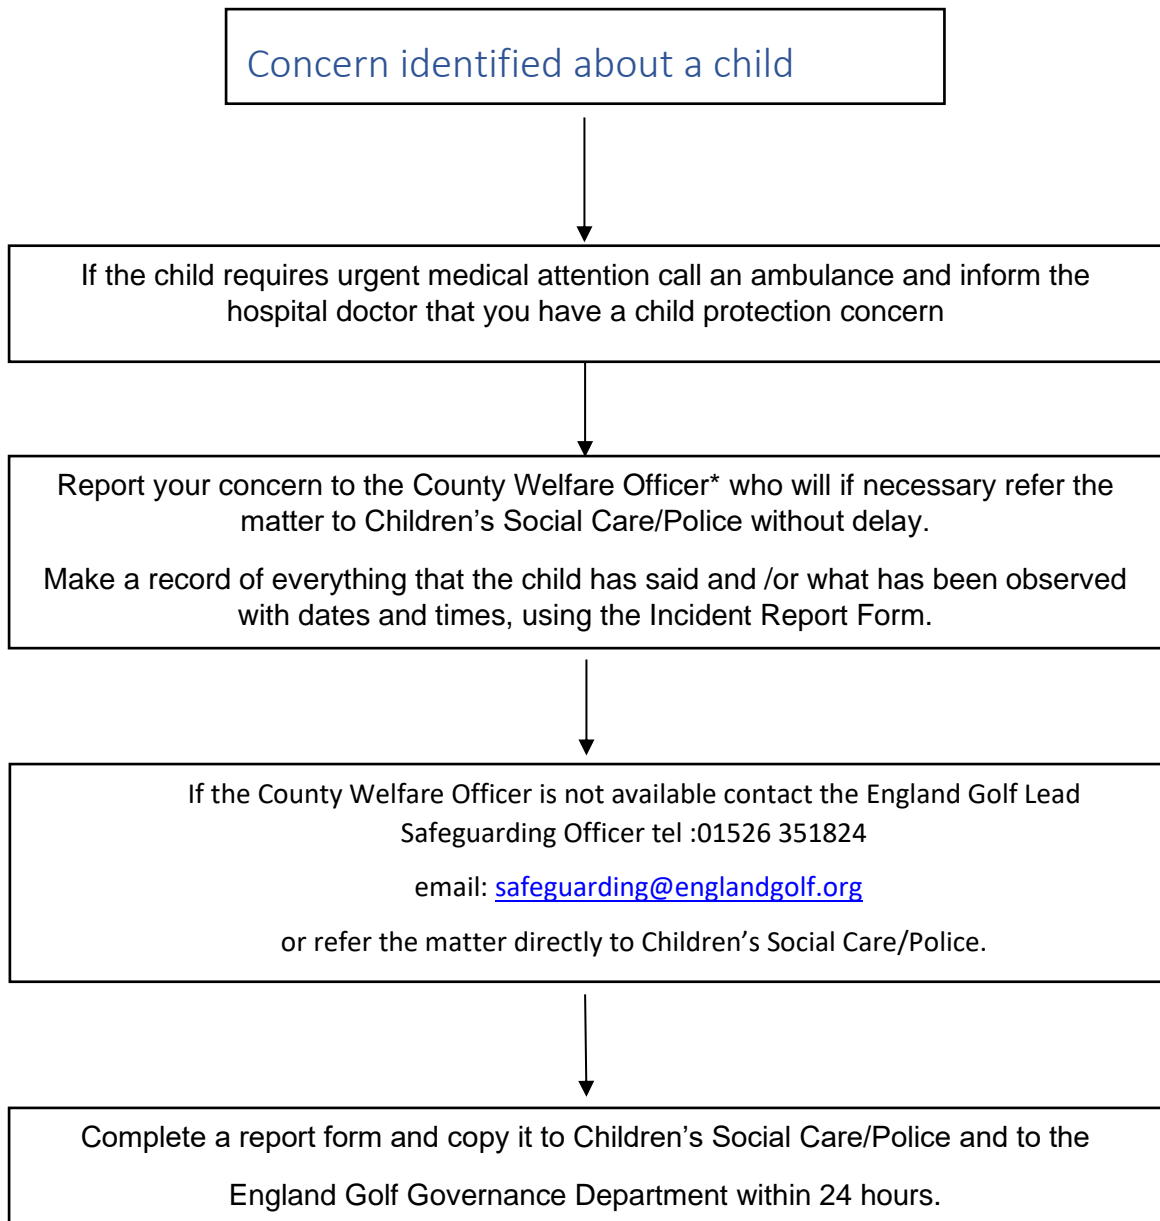 Concern identified about a child
If the child requires urgent medical attention call an ambulance and inform the
hospital doctor that you have a child protection concern
Report your concern to the County Welfare Officer* who will if necessary refer the
matter to Children’s Social Care/Police without delay.
Make a record of everything that the child has said and /or what has been observed
with dates and times, using the Incident Report Form.
If the County Welfare Officer is not available contact the England Golf Lead
Safeguarding Officer tel :01526 351824
email: safeguarding@englandgolf.org
or refer the matter directly to Children’s Social Care/Police.
Complete a report form and copy it to Children’s Social Care/Police and to the
England Golf Governance Department within 24 hours.